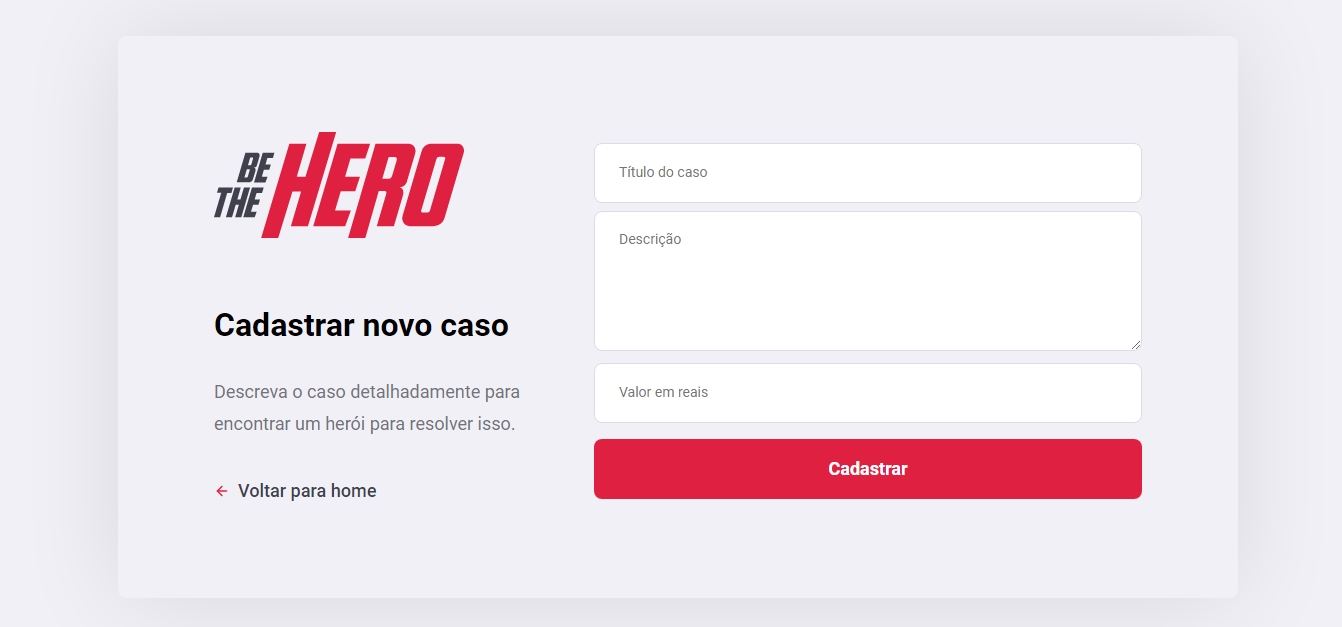 BE
THE
HERO
Cadastrar novo caso
Descreva o caso detalhadamente para
encontrar um herói para resolver isso.
Voltar para home
Título do caso
Descrição
Valor em reais
Cadastrar